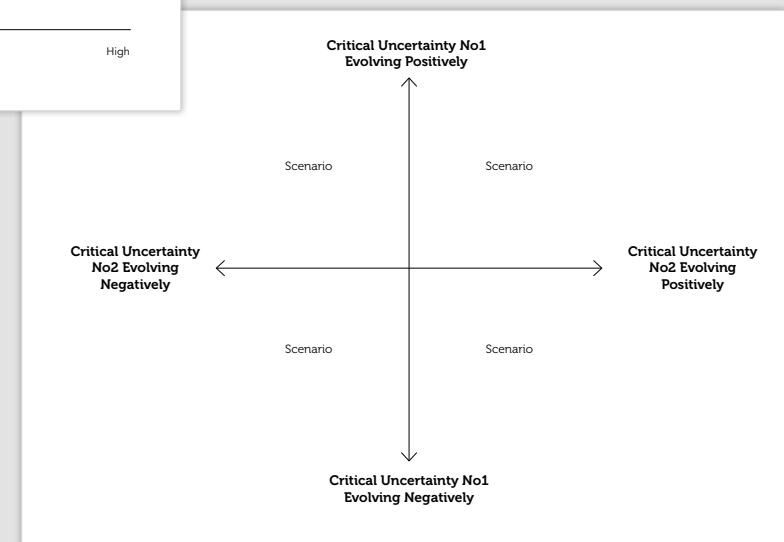 High
Critical Uncertainty No1
Evolving Positively
Scenario
Scenario
Critical Uncertainty
No2 Evolving
Negatively
Critical Uncertainty
No2 Evolving
Positively
Scenario
Scenario
Critical Uncertainty No1
Evolving Negatively